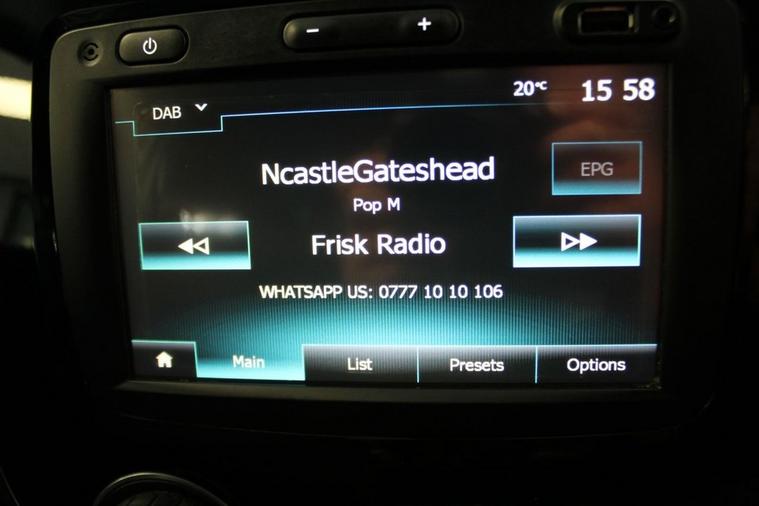 20°C 15 58
DAB
NcastleGateshead
EPG
Pop M
Frisk Radio
WHATSAPP US: 0777 10 10 106
Main List Presets Options